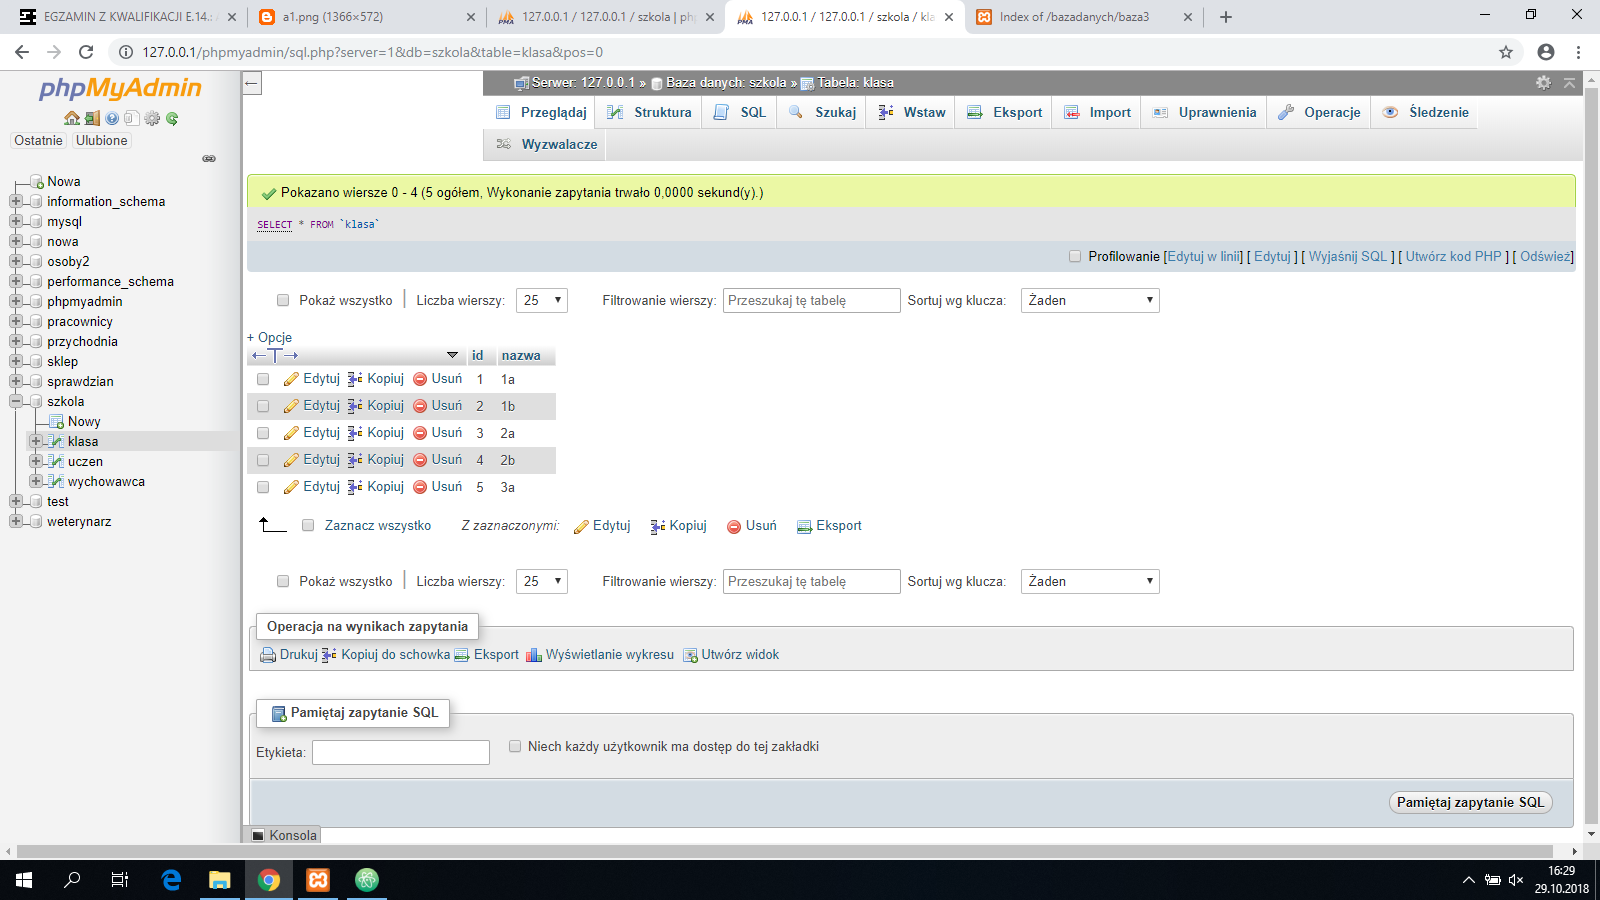 EGZAMIN Z KWALIFIKACJI E.14.:
a1.png (1366×572)
127.0.0.1 / 127.0.0.1 / szkola | ph
127.0.0.1 / 127.0.0.1 / szkola / kla
Index of /bazadanych/baza3
127.0.0.1/phpmyadmin/sql.php?server=1&db=szkola&table=klasa&pos=0
phpMyAdmin
Ostatnie Ulubione
Nowa
information_schema
mysql
nowa
osoby2
performance_schema
phpmyadmin
pracownicy
przychodnia
sklep
sprawdzian
szkola
Nowy
klasa
uczen
wychowawca
test
weterynarz
Serwer: 127.0.0.1 » Baza danych: szkola » Tabela: klasa
Przeglądaj Struktura SQL Szukaj Wstaw Eksport Import Uprawnienia Operacje Śledzenie
Wyzwalacze
Pokazano wiersze 0 - 4 (5 ogółem, Wykonanie zapytania trwało 0,0000 sekund(y).)
SELECT * FROM `klasa`
Profilowanie [Edytuj w linii] [ Edytuj ] [ Wyjaśnij SQL ] [ Utwórz kod PHP ] [ Odśwież]
Pokaż wszystko Liczba wierszy: 25 Filtrowanie wierszy: Przeszukaj tę tabelę Sortuj wg klucza: Żaden
+ Opcje
←T→ id nazwa
Edytuj Kopiuj Usuń 1 1a
Edytuj Kopiuj Usuń 2 1b
Edytuj Kopiuj Usuń 3 2a
Edytuj Kopiuj Usuń 4 2b
Edytuj Kopiuj Usuń 5 3a
Zaznacz wszystko Z zaznaczonymi: Edytuj Kopiuj Usuń Eksport
Pokaż wszystko Liczba wierszy: 25 Filtrowanie wierszy: Przeszukaj tę tabelę Sortuj wg klucza: Żaden
Operacja na wynikach zapytania
Drukuj Kopiuj do schowka Eksport Wyświetlanie wykresu Utwórz widok
Pamiętaj zapytanie SQL
Etykieta: Niech każdy użytkownik ma dostęp do tej zakładki
Pamiętaj zapytanie SQL
Konsola
16:29
29.10.2018